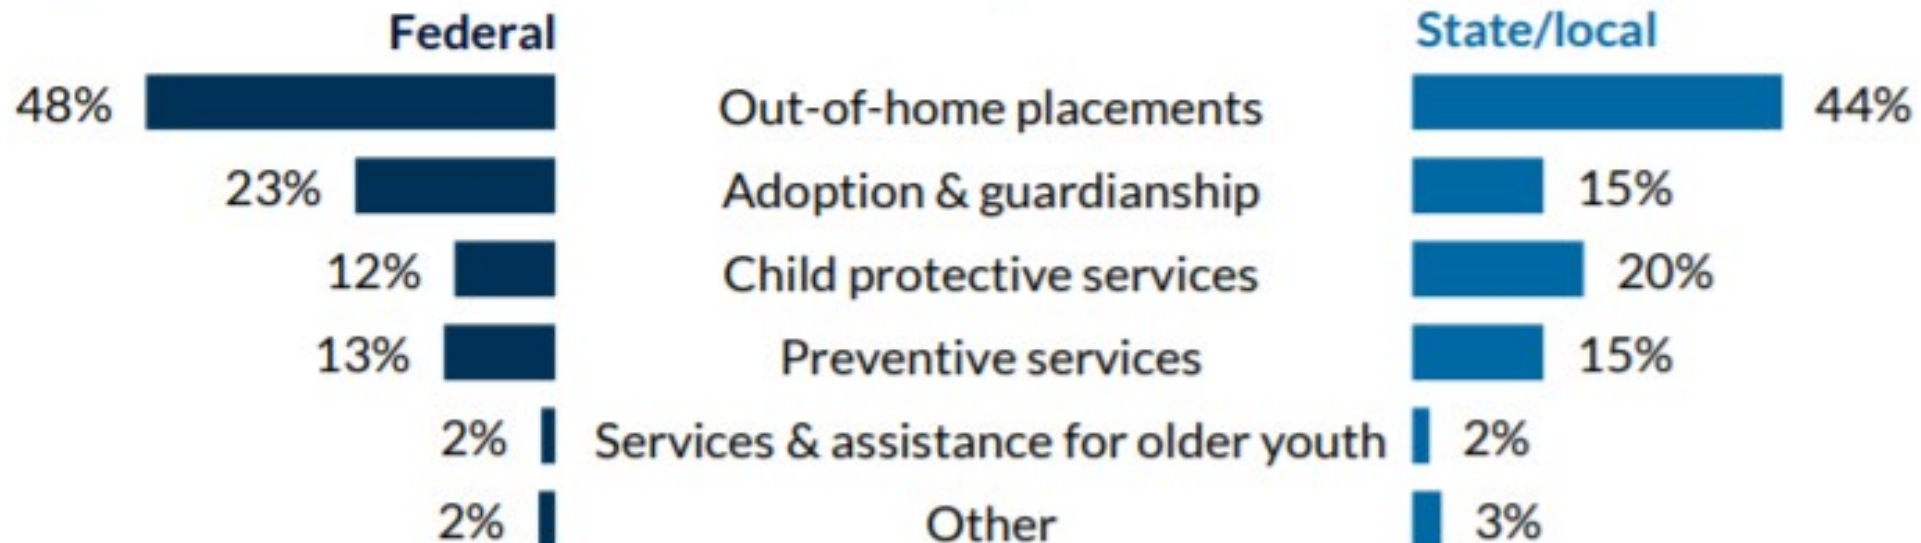 Federal State/local
48% Out-of-home placements 44%
23% Adoption & guardianship 15%
12% Child protective services 20%
13% Preventive services 15%
2% Services & assistance for older youth 2%
2% Other 3%